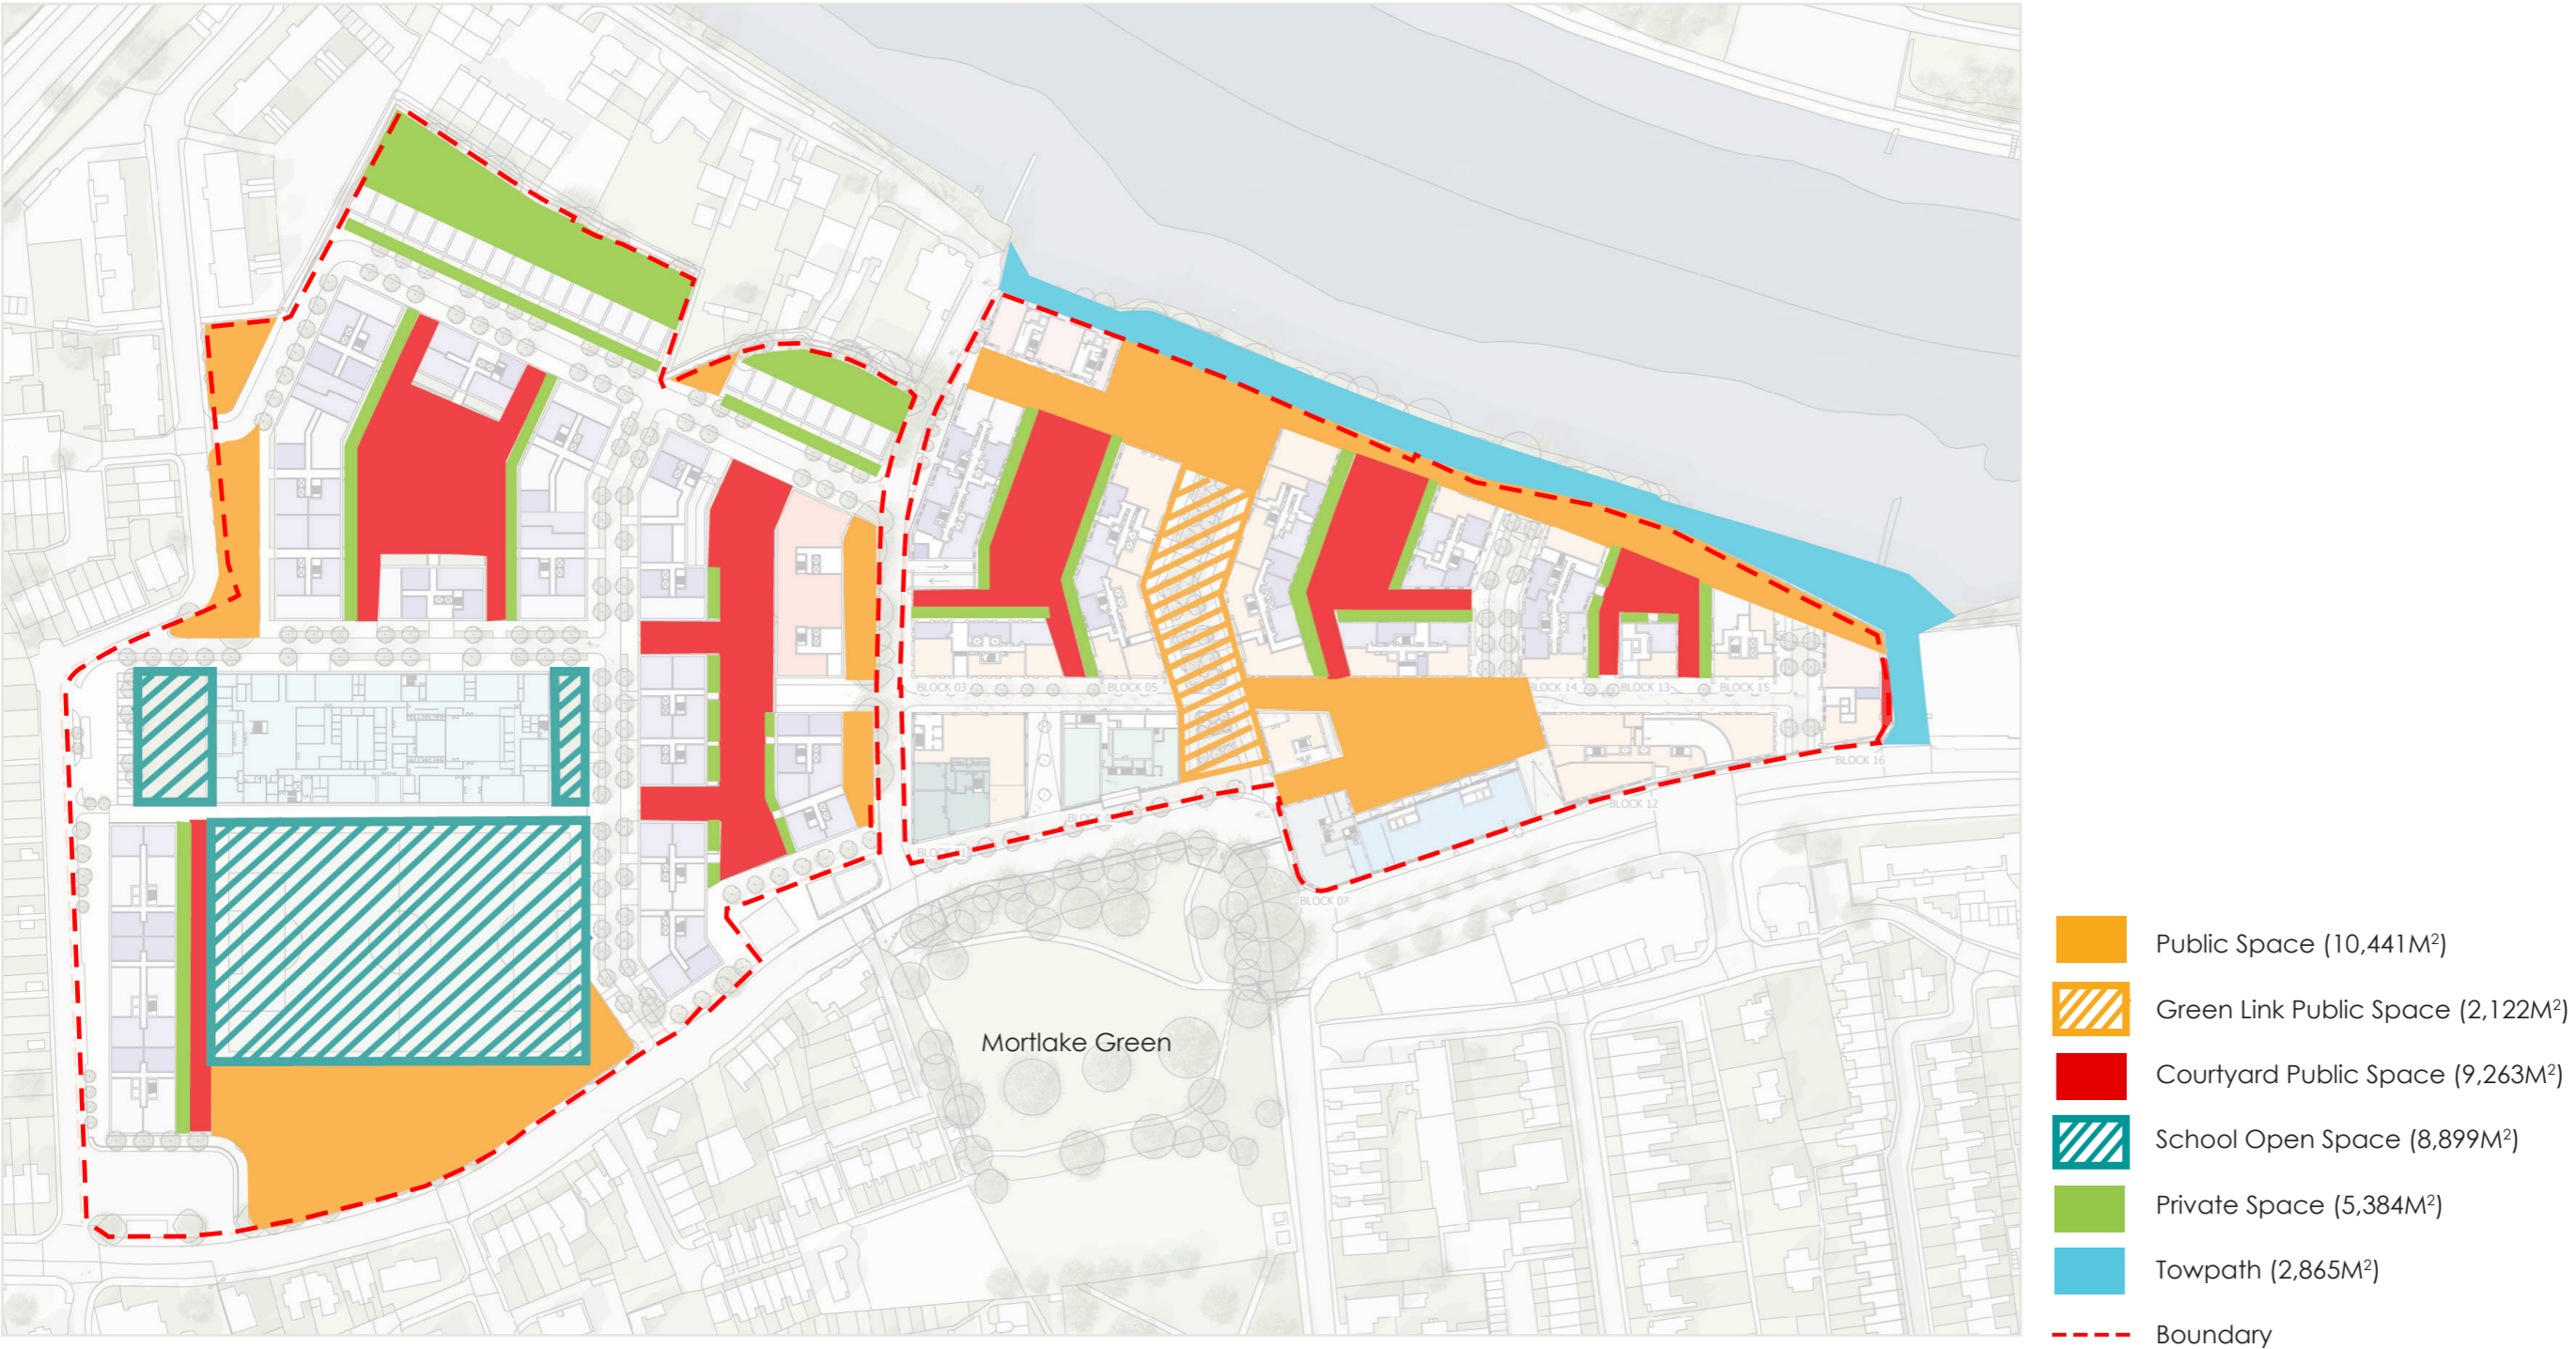 BLOCK 03
BLOCK 05
BLOCK 14
BLOCK 13
BLOCK 15
BLOCK 16
BLOCK 12
BLOCK 07
Mortlake Green
Public Space (10,441M²)
Green Link Public Space (2,122M²)
Courtyard Public Space (9,263M²)
School Open Space (8,899M²)
Private Space (5,384M²)
Towpath (2,865M²)
Boundary